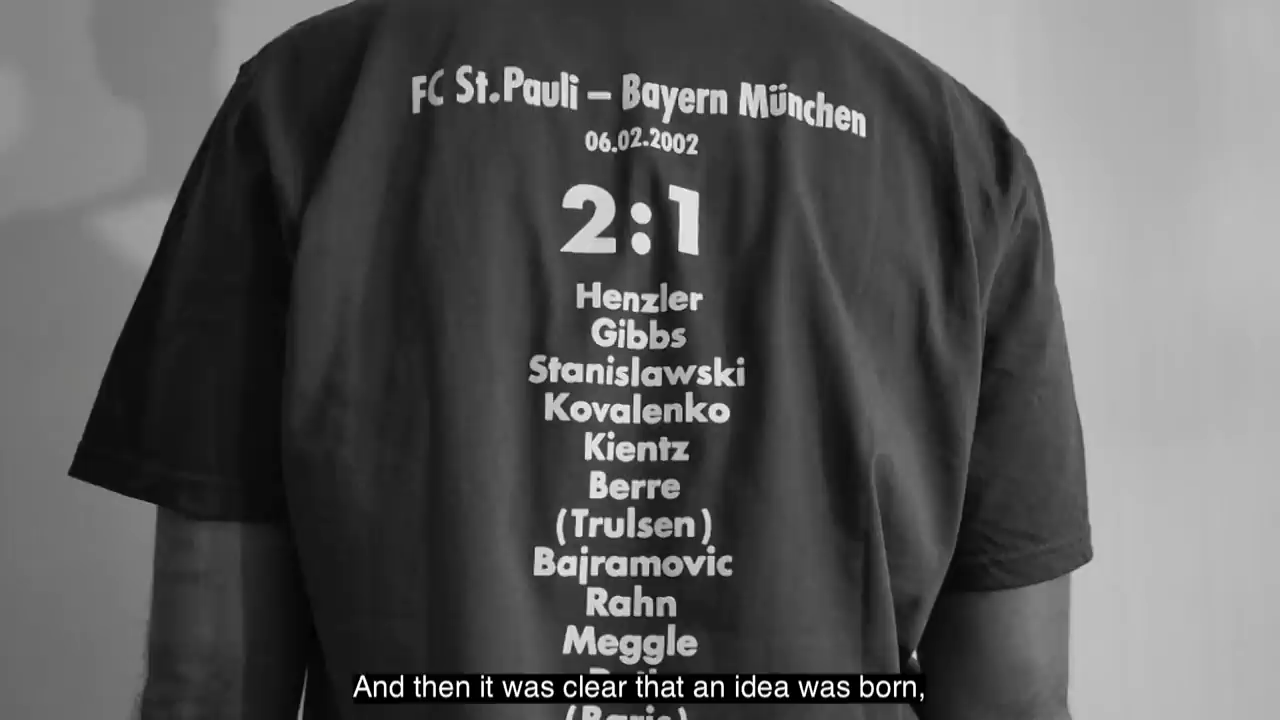 FC St.Pauli – Bayern München
06.02.2002
2:1
Henzler
Gibbs
Stanislawski
Kovalenko
Kientz
Berre
(Trulsen)
Bajramovic
Rahn
Meggle
And then it was clear that an idea was born,